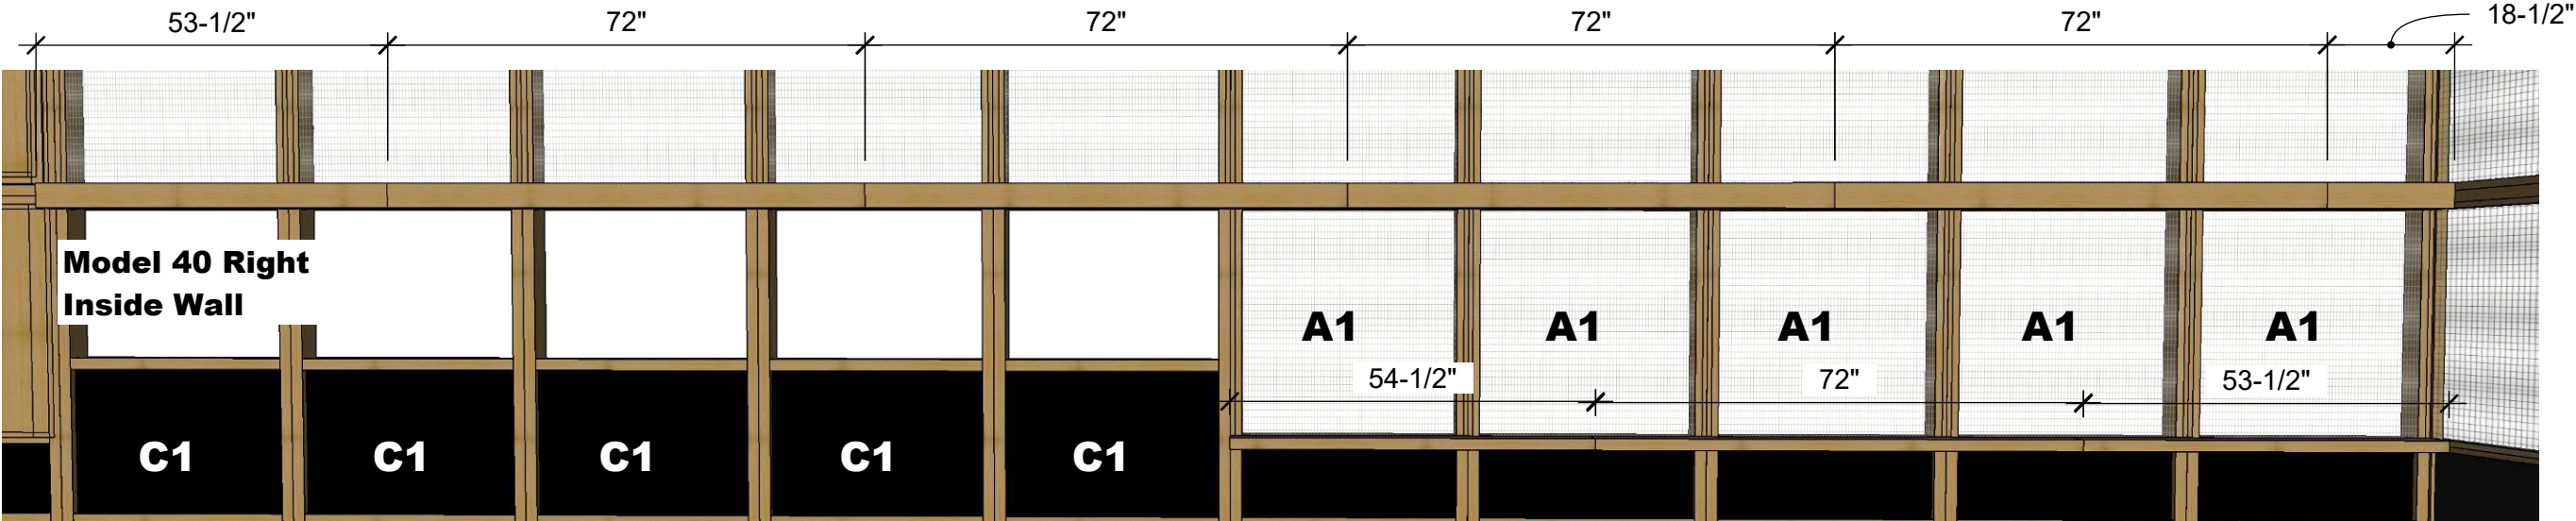 53-1/2" 72" 72" 72" 72" 18-1/2"
Model 40 Right
Inside Wall
A1 A1 A1 A1 A1
54-1/2" 72" 53-1/2"
C1 C1 C1 C1 C1